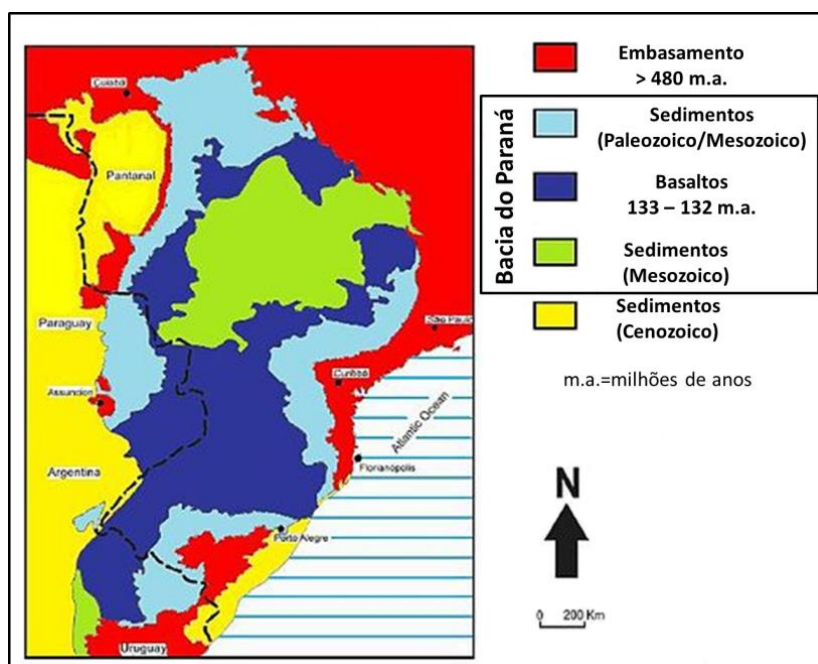 Cuiabá
Pantanal
Paraguay
Assuncion
Argentina
Uruguay
São Paulo
Curitiba
Florianópolis
Porto Alegre
Atlantic Ocean
Bacia do Paraná
Embasamento
> 480 m.a.
Sedimentos
(Paleozoico/Mesozoico)
Basaltos
133 – 132 m.a.
Sedimentos
(Mesozoico)
Sedimentos
(Cenozoico)
m.a.=milhões de anos
N
0 200 Km